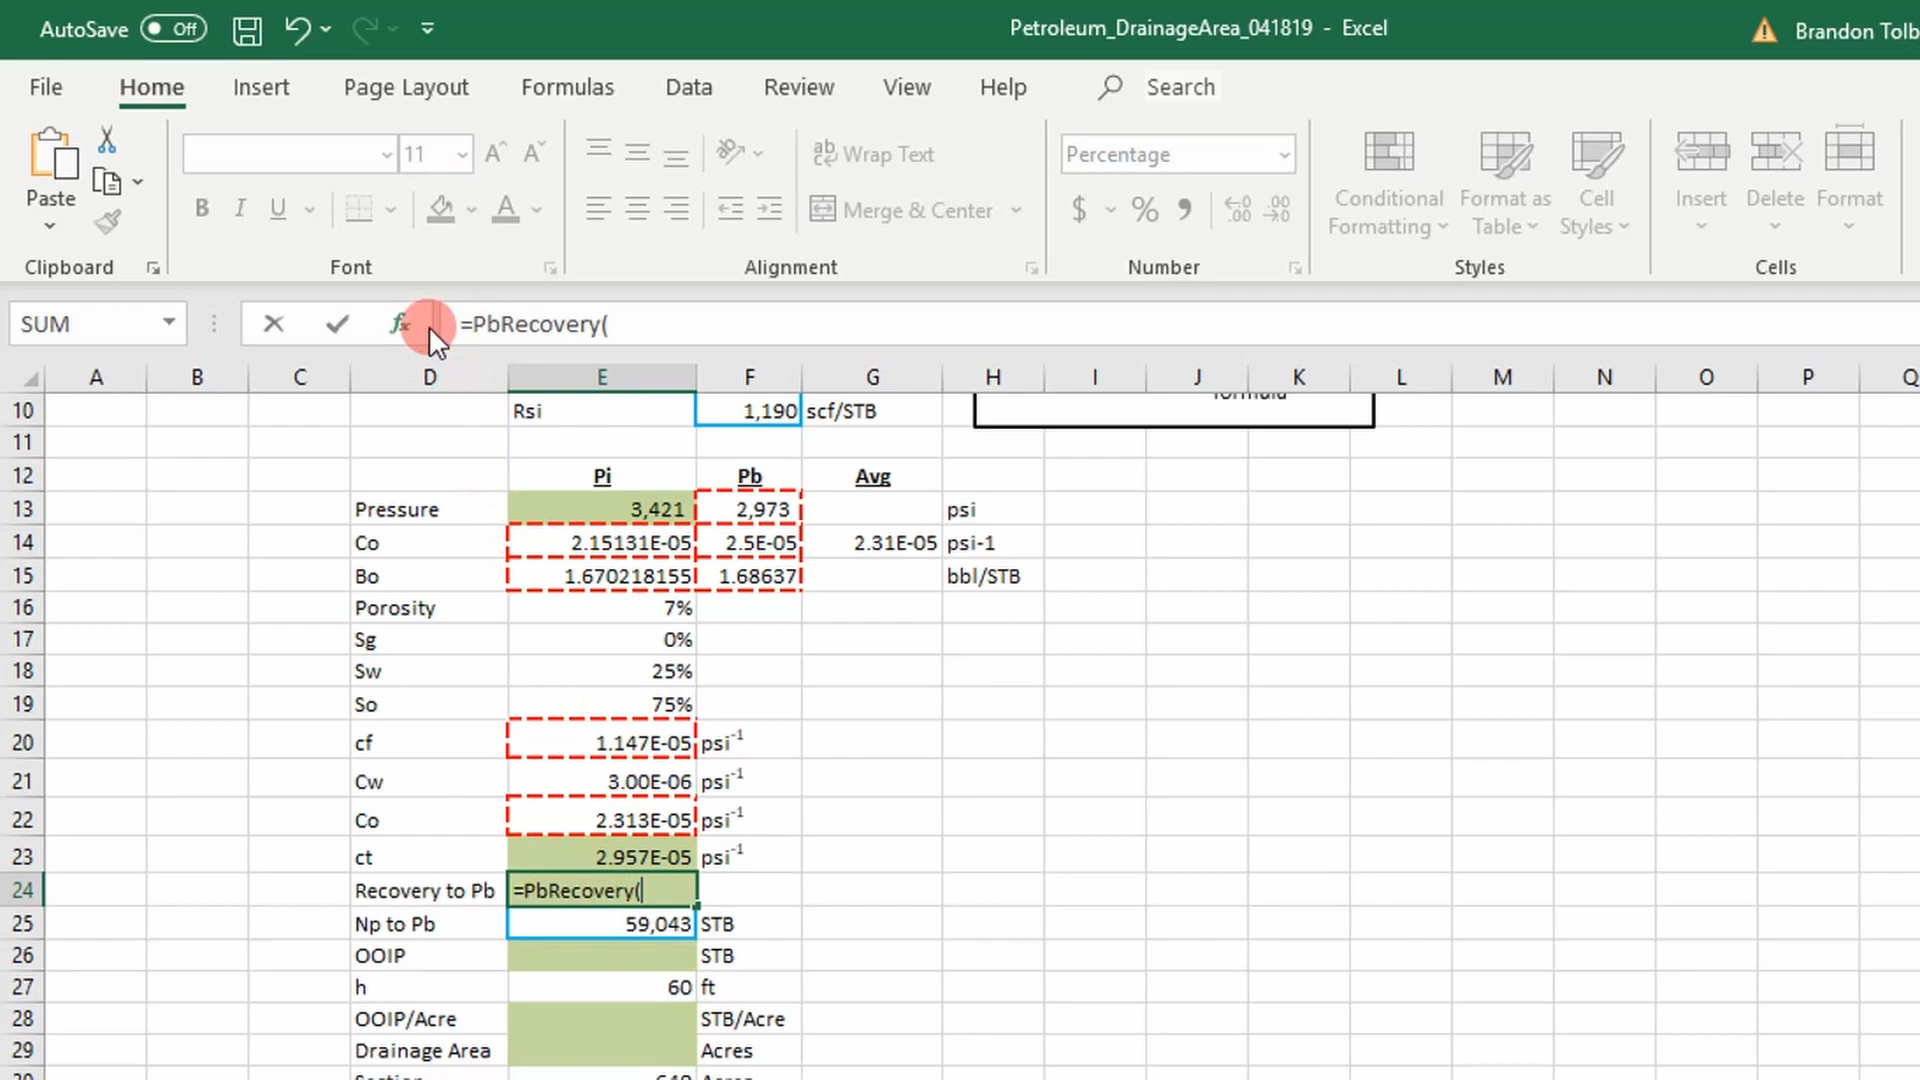 AutoSave Off Petroleum_DrainageArea_041819 - Excel Brandon Tolb
File Home Insert Page Layout Formulas Data Review View Help Search
Paste 11 Wrap Text Percentage Conditional Formatting Format as Table Cell Styles Insert Delete Format
B I U A Merge & Center $ % 9
Clipboard Font Alignment Number Styles Cells
SUM fx =PbRecovery(
A B C D E F G H I J K L M N O P Q
10 Rsi 1,190 scf/STB formula
11
12 Pi Pb Avg
13 Pressure 3,421 2,973 psi
14 Co 2.15131E-05 2.5E-05 2.31E-05 psi-1
15 Bo 1.670218155 1.68637 bbl/STB
16 Porosity 7%
17 Sg 0%
18 Sw 25%
19 So 75%
20 cf 1.147E-05 psi-1
21 Cw 3.00E-06 psi-1
22 Co 2.313E-05 psi-1
23 ct 2.957E-05 psi-1
24 Recovery to Pb =PbRecovery(
25 Np to Pb 59,043 STB
26 OOIP STB
27 h 60 ft
28 OOIP/Acre STB/Acre
29 Drainage Area Acres